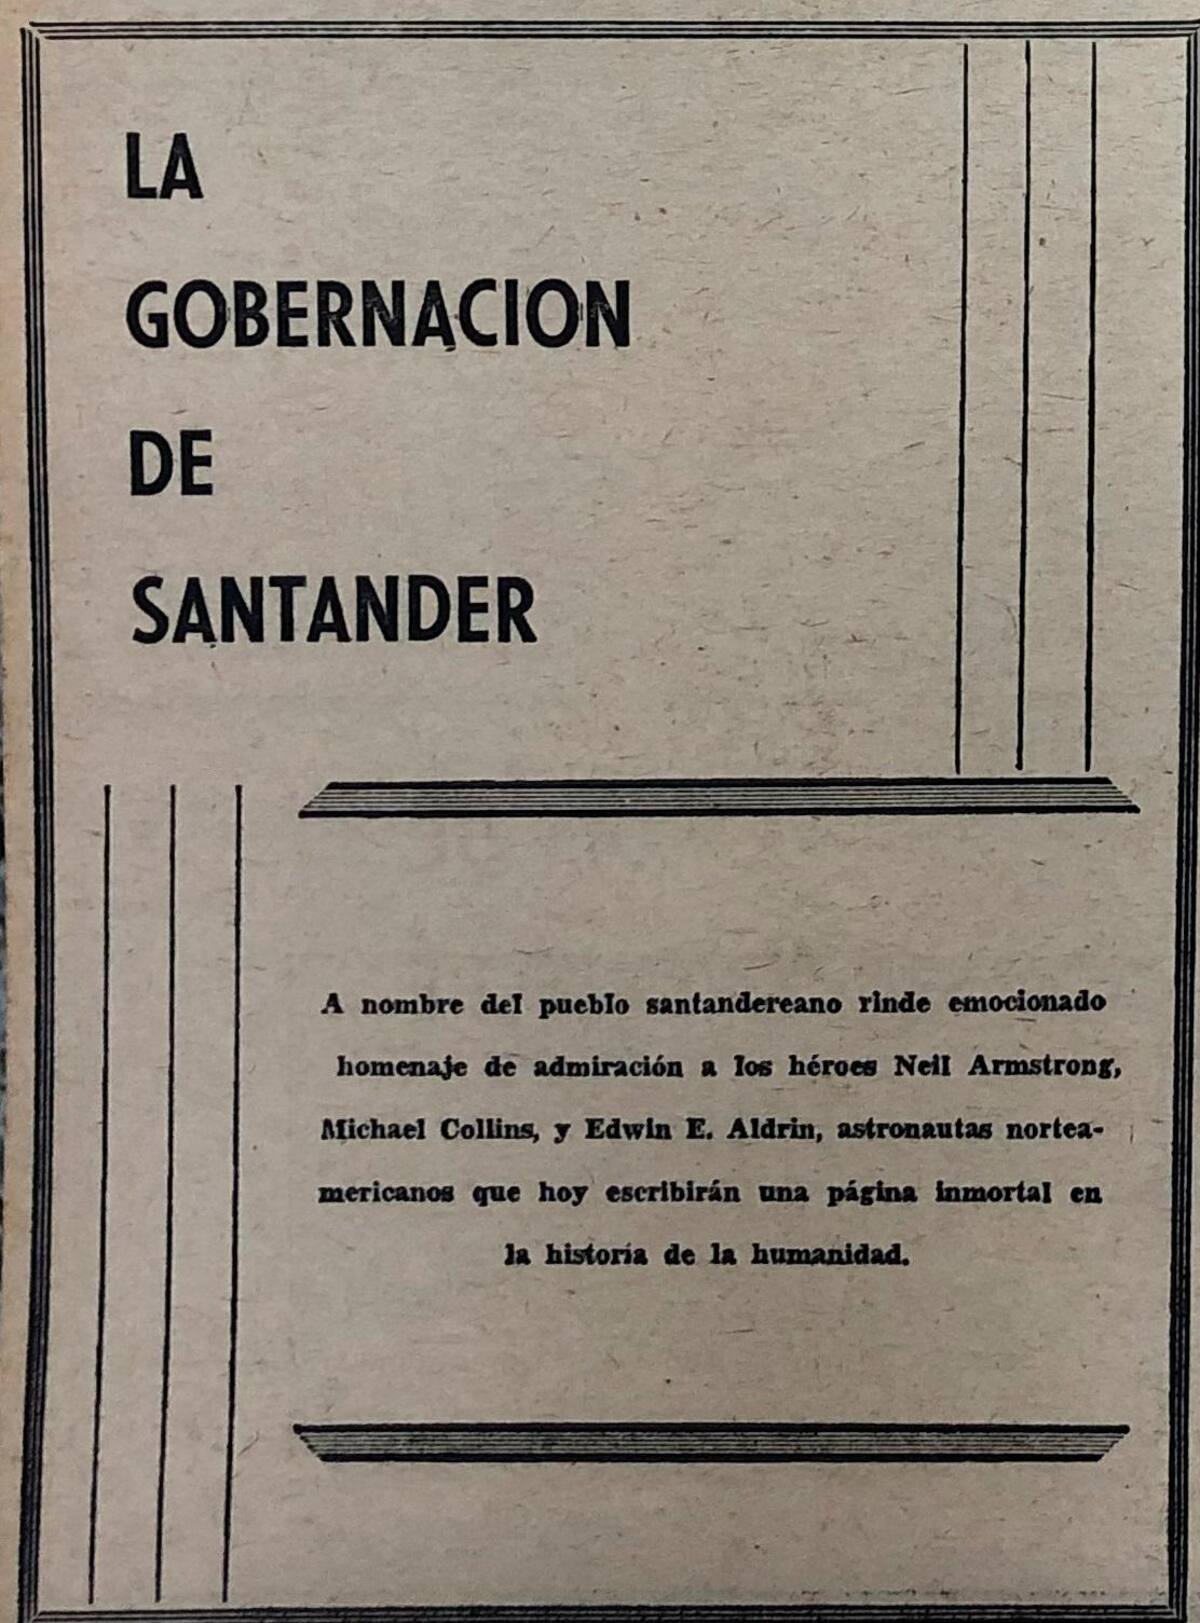 LA
GOBERNACION
DE
SANTANDER
A nombre del pueblo santandereano rinde emocionado
homenaje de admiración a los héroes Neil Armstrong,
Michael Collins, y Edwin E. Aldrin, astronautas nortea-
mericanos que hoy escribirán una página inmortal en
la historia de la humanidad.